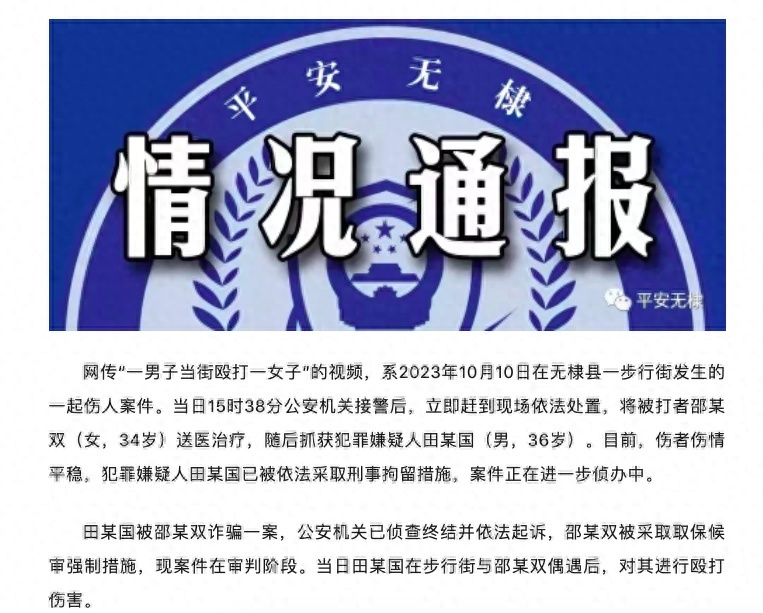 平安无棣
情况通报
平安无棣
网传“一男子当街殴打一女子”的视频，系2023年10月10日在无棣县一步行街发生的
一起伤人案件。当日15时38分公安机关接警后，立即赶到现场依法处置，将被打者邵某
双（女，34岁）送医治疗，随后抓获犯罪嫌疑人田某国（男，36岁）。目前，伤者伤情
平稳，犯罪嫌疑人田某国已被依法采取刑事拘留措施，案件正在进一步侦办中。
田某国被邵某双诈骗一案，公安机关已侦查终结并依法起诉，邵某双被采取取保候
审强制措施，现案件在审判阶段。当日田某国在步行街与邵某双偶遇后，对其进行殴打
伤害。